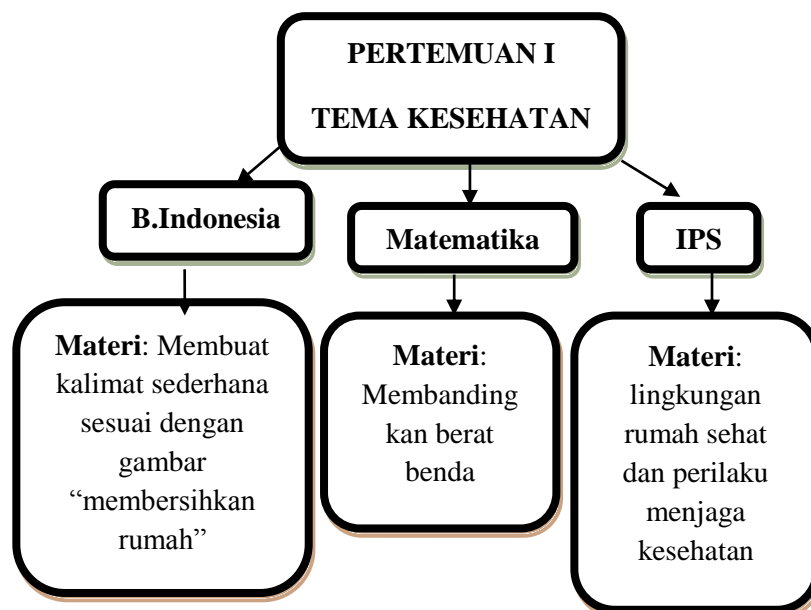 PERTEMUAN I
TEMA KESEHATAN
B.Indonesia
Matematika
IPS
Materi: Membuat
kalimat sederhana
sesuai dengan
gambar
“membersihkan
rumah”
Materi:
Membanding
kan berat
benda
Materi:
lingkungan
rumah sehat
dan perilaku
menjaga
kesehatan